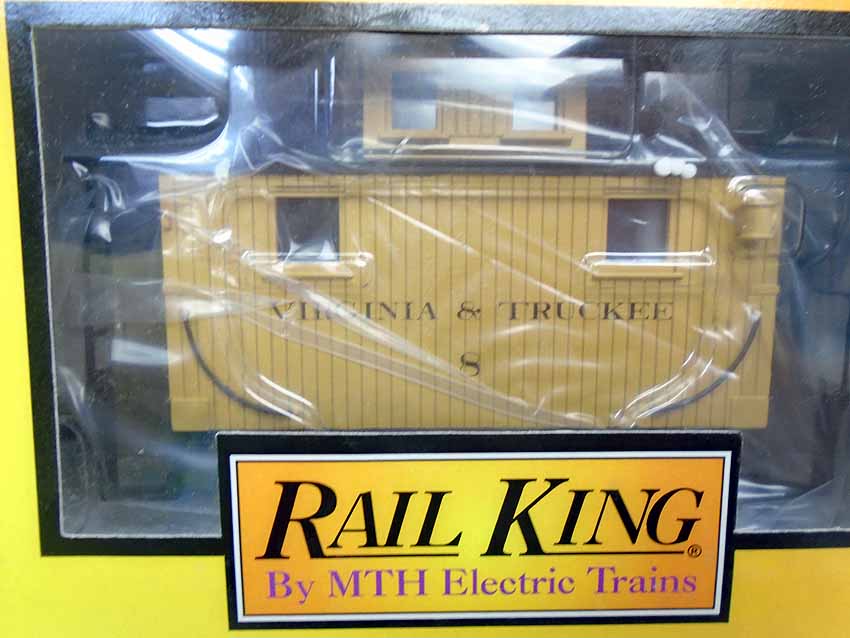 VIRGINIA & TRUCKEE
8
RAIL KING®
By MTH Electric Trains